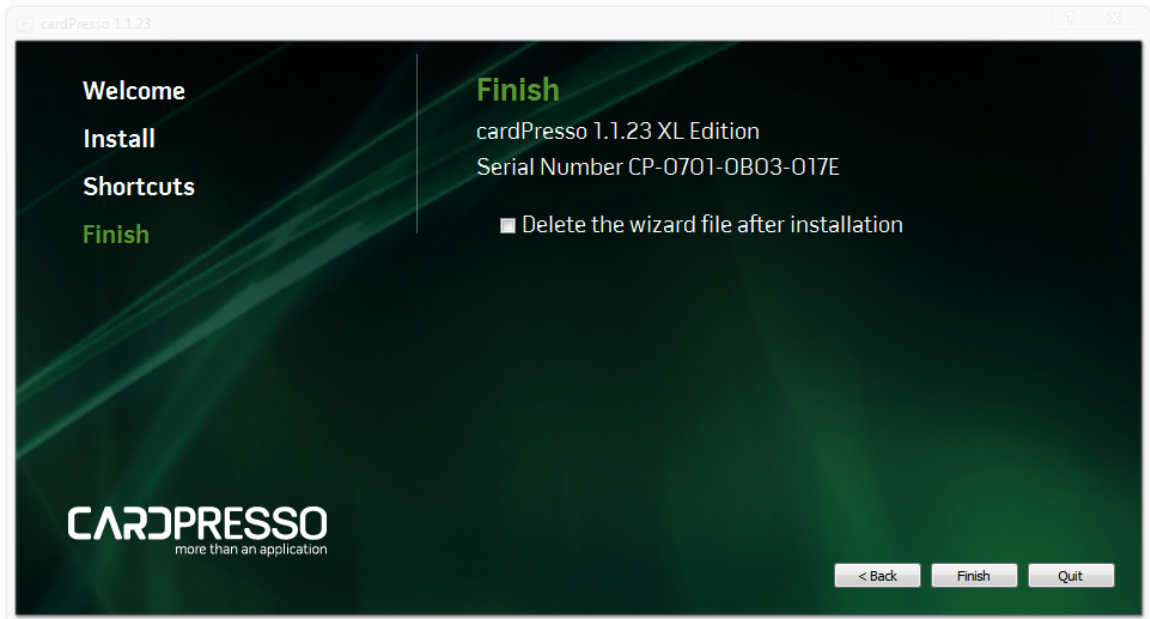 cardPresso 1.1.23
Welcome
Install
Shortcuts
Finish
Finish
cardPresso 1.1.23 XL Edition
Serial Number CP-0701-0B03-017E
Delete the wizard file after installation
CARDPRESSO
more than an application
< Back
Finish
Quit